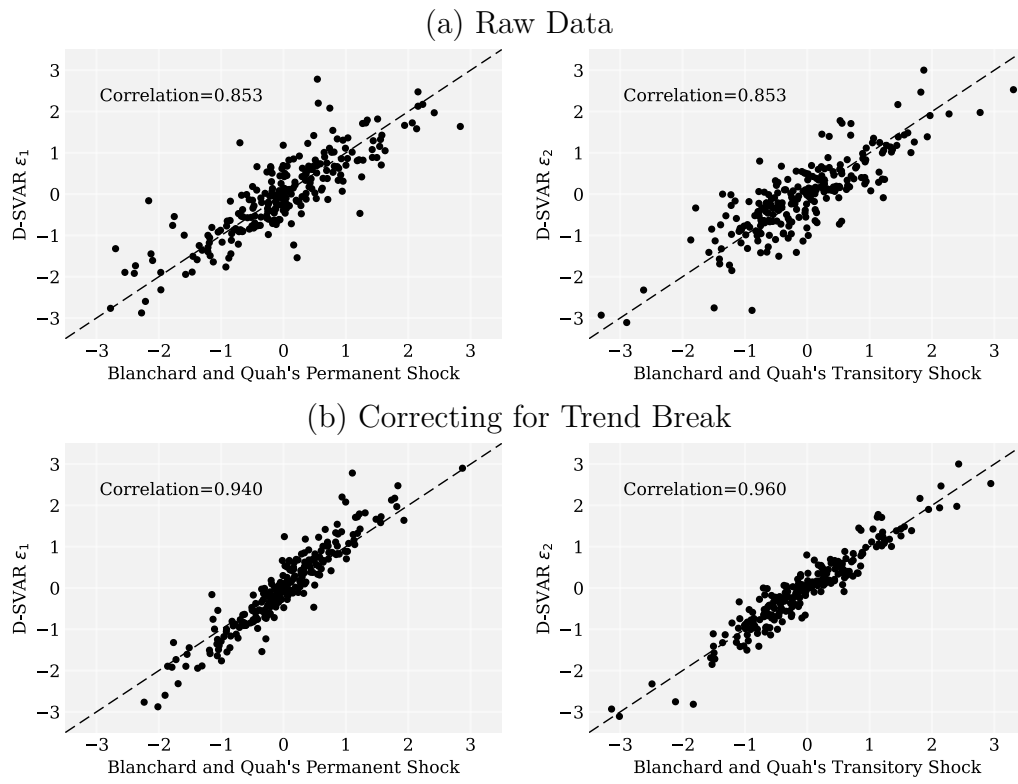 (a) Raw Data
3
2
1
0
−1
−2
−3
D-SVAR ε₁
Correlation=0.853
−3 −2 −1 0 1 2 3
Blanchard and Quah's Permanent Shock
3
2
1
0
−1
−2
−3
D-SVAR ε₂
Correlation=0.853
−3 −2 −1 0 1 2 3
Blanchard and Quah's Transitory Shock
(b) Correcting for Trend Break
3
2
1
0
−1
−2
−3
D-SVAR ε₁
Correlation=0.940
−3 −2 −1 0 1 2 3
Blanchard and Quah's Permanent Shock
3
2
1
0
−1
−2
−3
D-SVAR ε₂
Correlation=0.960
−3 −2 −1 0 1 2 3
Blanchard and Quah's Transitory Shock